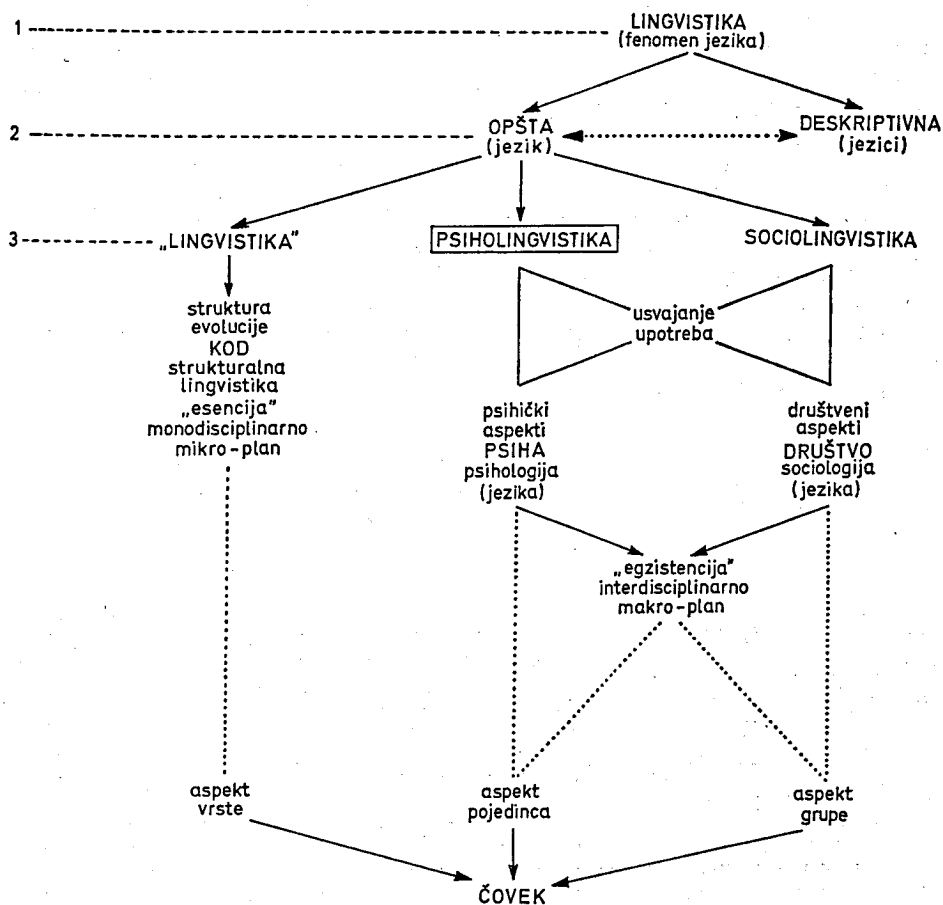 1
LINGVISTIKA
(fenomen jezika)
2
OPŠTA
(jezik)
DESKRIPTIVNA
(jezici)
3
„LINGVISTIKA”
PSIHOLINGVISTIKA
SOCIOLINGVISTIKA
struktura
evolucije
KOD
strukturalna
lingvistika
„esencija”
monodisciplinarno
mikro-plan
usvajanje
upotreba
psihički
aspekti
PSIHA
psihologija
(jezika)
društveni
aspekti
DRUŠTVO
sociologija
(jezika)
„egzistencija”
interdisciplinarno
makro-plan
aspekt
vrste
aspekt
pojedinca
aspekt
grupe
ČOVEK